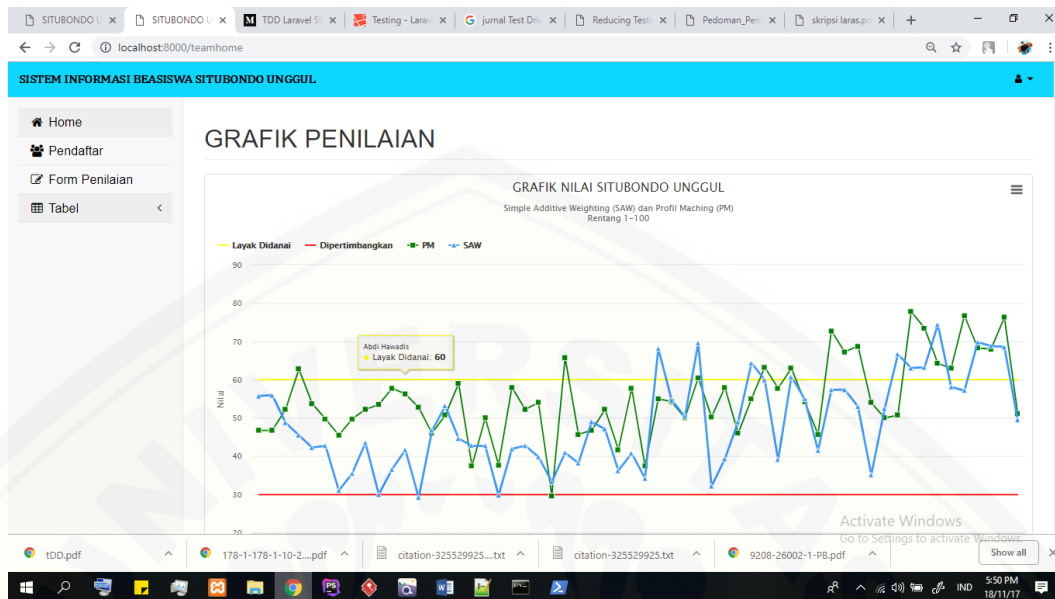 SITUBONDO U
SITUBONDO U
TDD Laravel St
Testing - Larav
jurnal Test Driv
Reducing Testi
Pedoman_Pen
skripsi laras.pd
localhost:8000/teamhome
SISTEM INFORMASI BEASISWA SITUBONDO UNGGUL
Home
Pendaftar
Form Penilaian
Tabel
GRAFIK PENILAIAN
GRAFIK NILAI SITUBONDO UNGGUL
Simple Additive Weighting (SAW) dan Profil Maching (PM)
Rentang 1-100
Layak Didanai Dipertimbangkan PM SAW
90
80
70
60
50
40
30
20
Nilai
Abdi Hawadis
Layak Didanai: 60
Activate Windows
Go to Settings to activate Windows.
tDD.pdf
178-1-178-1-10-2....pdf
citation-325529925....txt
citation-325529925.txt
9208-26002-1-PB.pdf
Show all
IND
5:50 PM
18/11/17